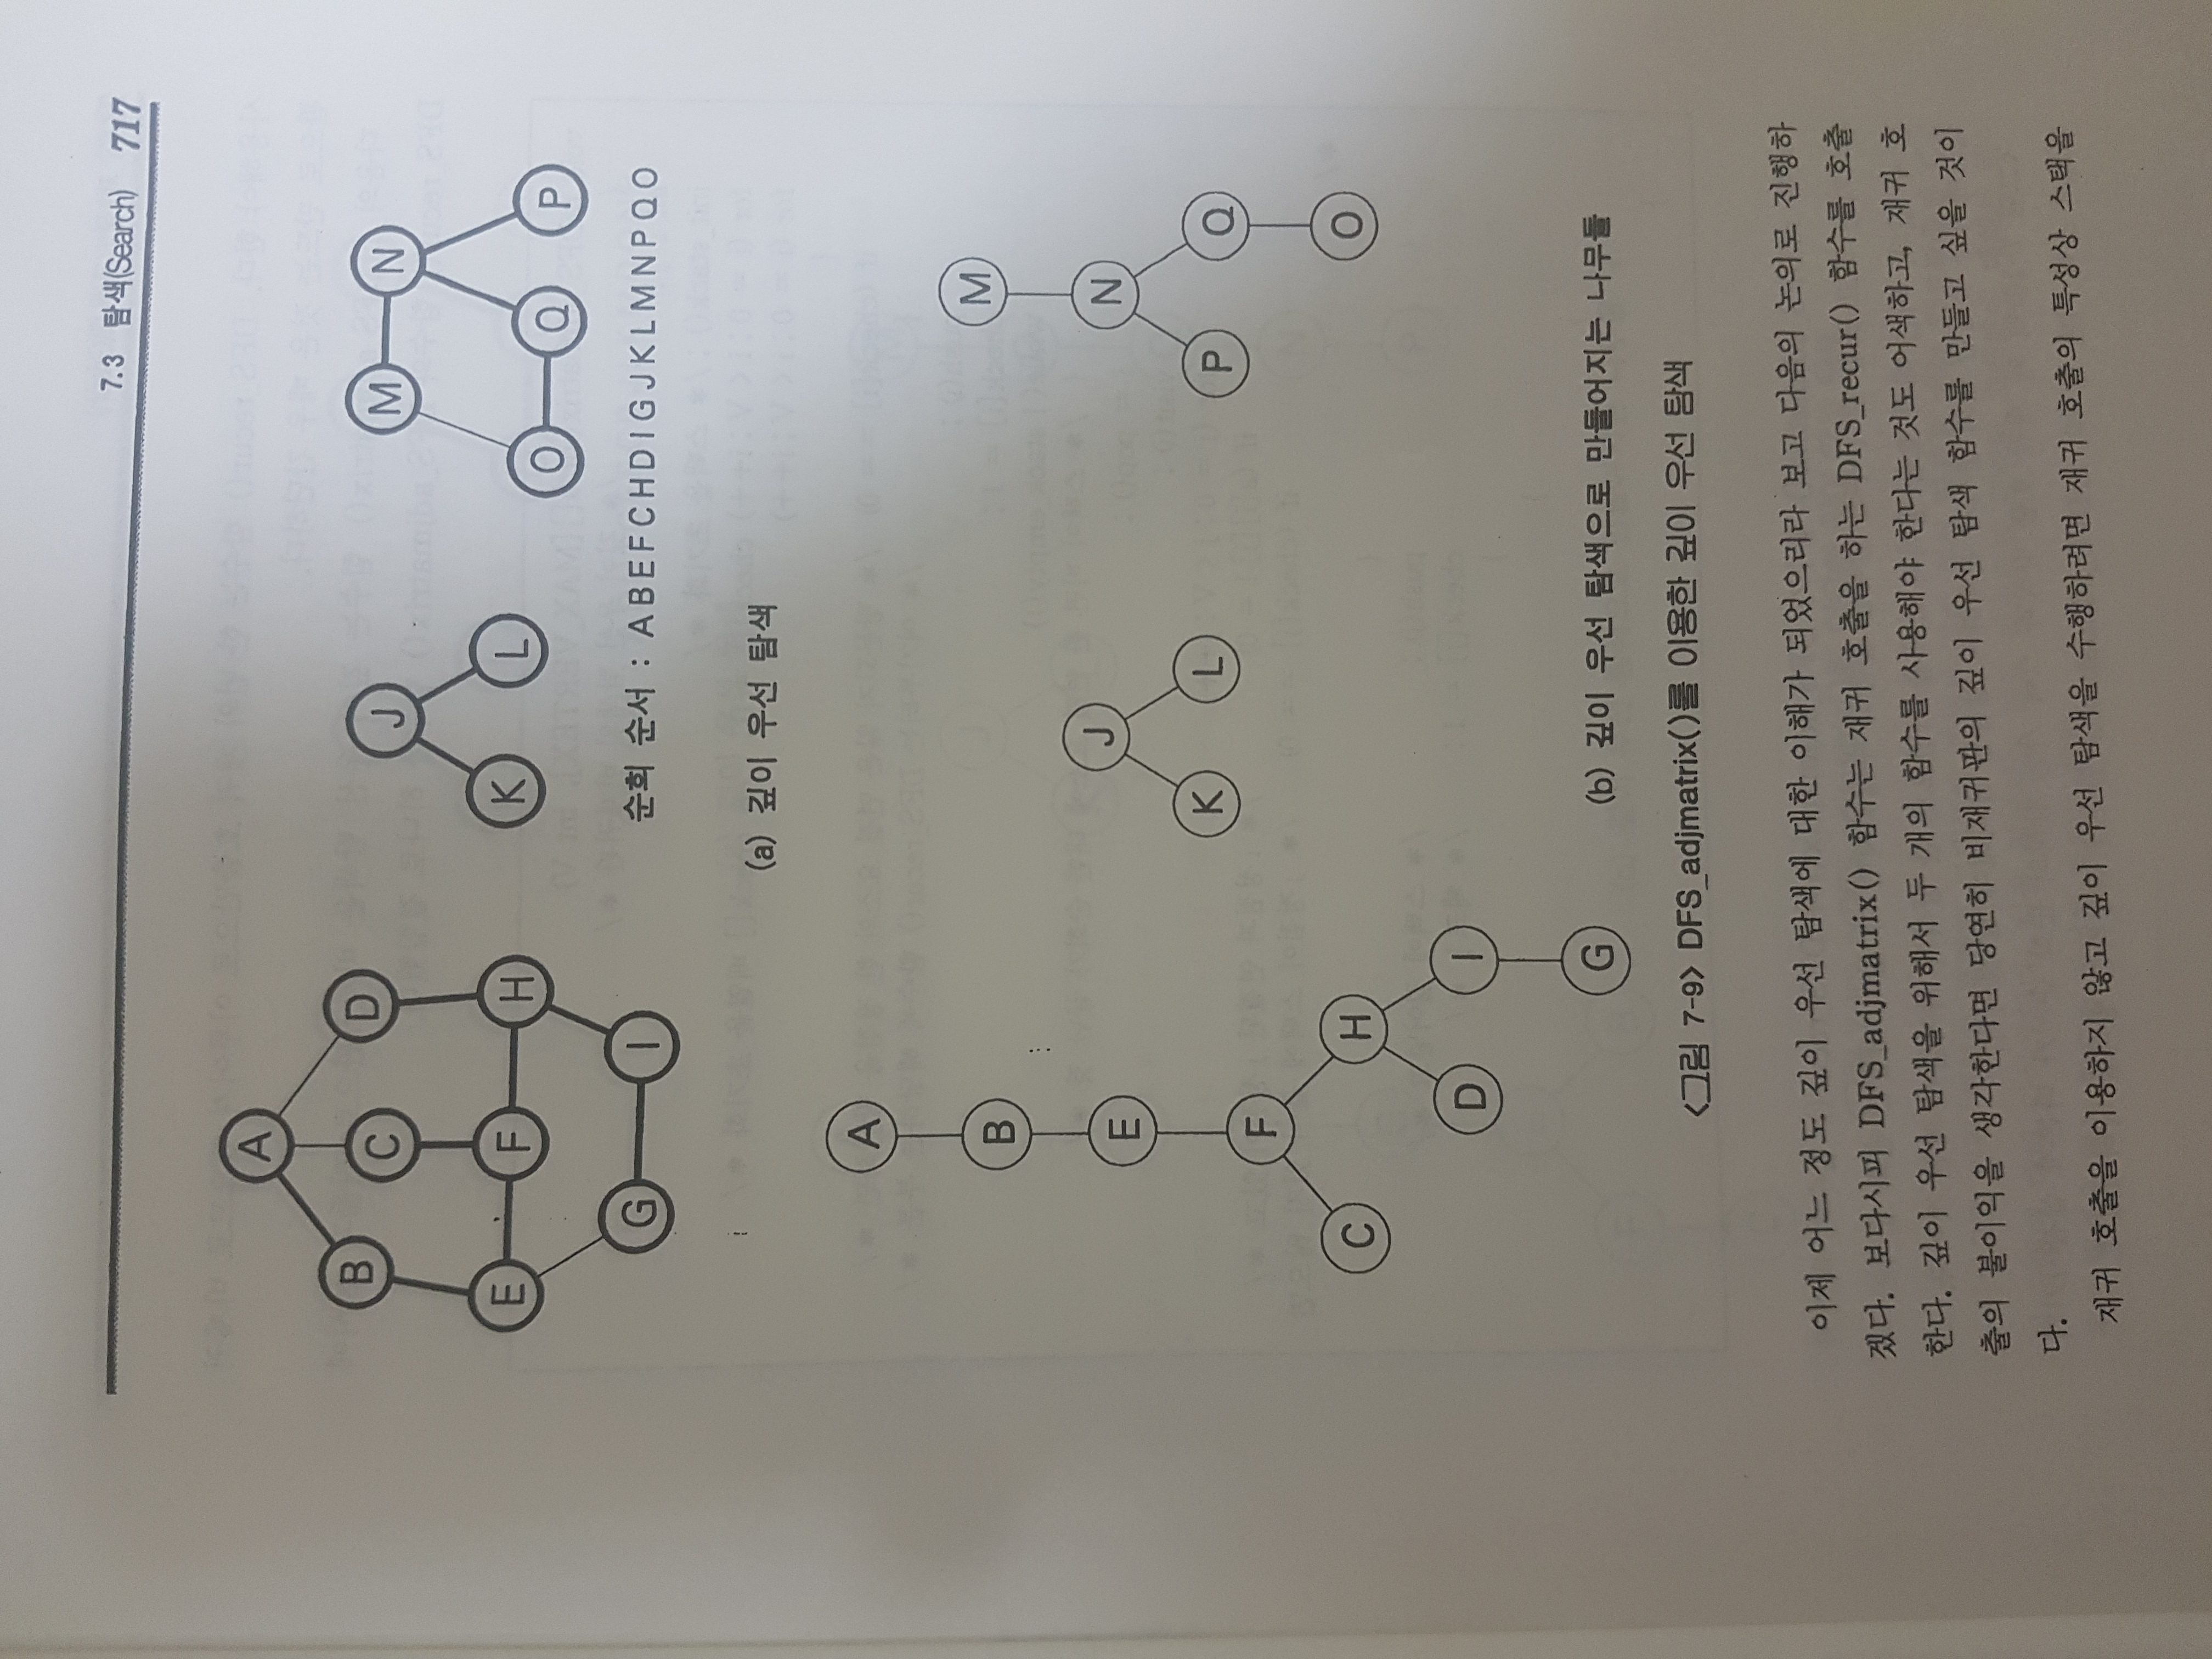 7.3 탐색(Search) 717
A
B
C
D
E
F
H
G
I
J
K
L
M
N
O
Q
P
순회 순서 : A B E F C H D I G J K L M N P Q O
(a) 깊이 우선 탐색
A
B
E
F
C
H
D
I
G
J
K
L
M
N
P
Q
O
(b) 깊이 우선 탐색으로 만들어지는 나무들
<그림 7-9> DFS_adjmatrix()를 이용한 깊이 우선 탐색
이제 어느 정도 깊이 우선 탐색에 대한 이해가 되었으리라 보고 다음의 논의로 진행하
겠다. 보다시피 DFS_adjmatrix() 함수는 재귀 호출을 하는 DFS_recur() 함수를 호출
한다. 깊이 우선 탐색을 위해서 두 개의 함수를 사용해야 한다는 것도 어색하고, 재귀 호
출의 불이익을 생각한다면 당연히 비재귀판의 깊이 우선 탐색 함수를 만들고 싶을 것이
다.
재귀 호출을 이용하지 않고 깊이 우선 탐색을 수행하려면 재귀 호출의 특성상 스택을